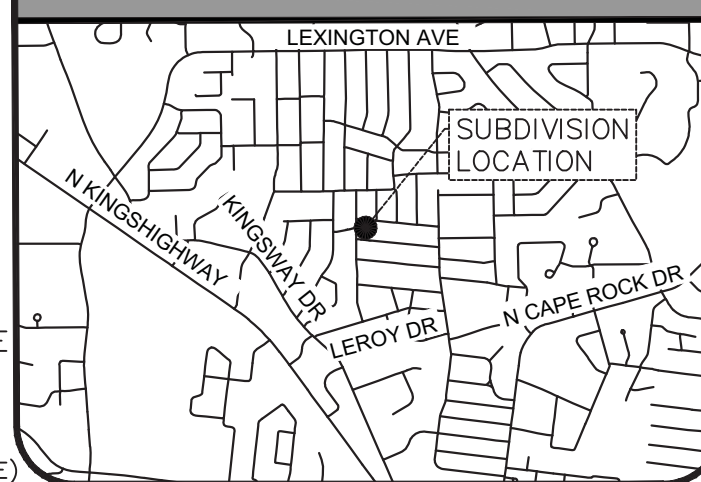 LEXINGTON AVE
SUBDIVISION
LOCATION
N KINGSHIGHWAY
KINGSWAY DR
N CAPE ROCK DR
LEROY DR
E
E)